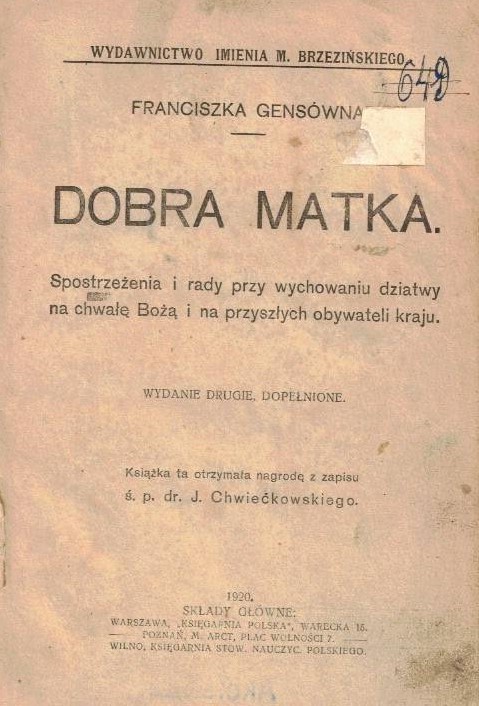 WYDAWNICTWO IMIENIA M. BRZEZIŃSKIEGO
649
FRANCISZKA GENSÓWNA
DOBRA MATKA.
Spostrzeżenia i rady przy wychowaniu dziatwy
na chwałę Bożą i na przyszłych obywateli kraju.
WYDANIE DRUGIE, DOPEŁNIONE.
Książka ta otrzymała nagrodę z zapisu
ś. p. dr. J. Chwiećkowskiego.
1920.
SKŁADY GŁÓWNE:
WARSZAWA, „KSIĘGARNIA POLSKA", WARECKA 15.
POZNAŃ, M. ARCT, PLAC WOLNOŚCI 7.
WILNO, KSIĘGARNIA STOW. NAUCZYC. POLSKIEGO.